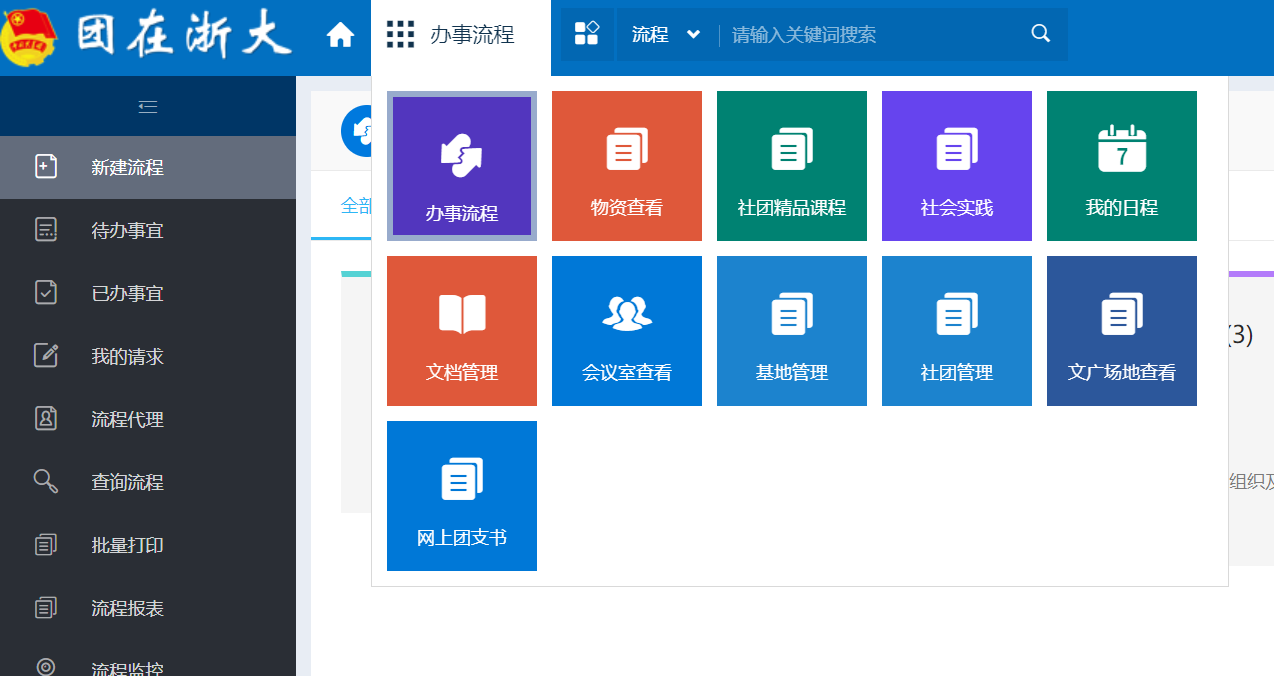 团在浙大
办事流程
流程
请输入关键词搜索
新建流程
待办事宜
已办事宜
我的请求
流程代理
查询流程
批量打印
流程报表
流程监控
全部
办事流程
物资查看
社团精品课程
社会实践
7
我的日程
文档管理
会议室查看
基地管理
社团管理
文广场地查看
网上团支书
(3)
组织及